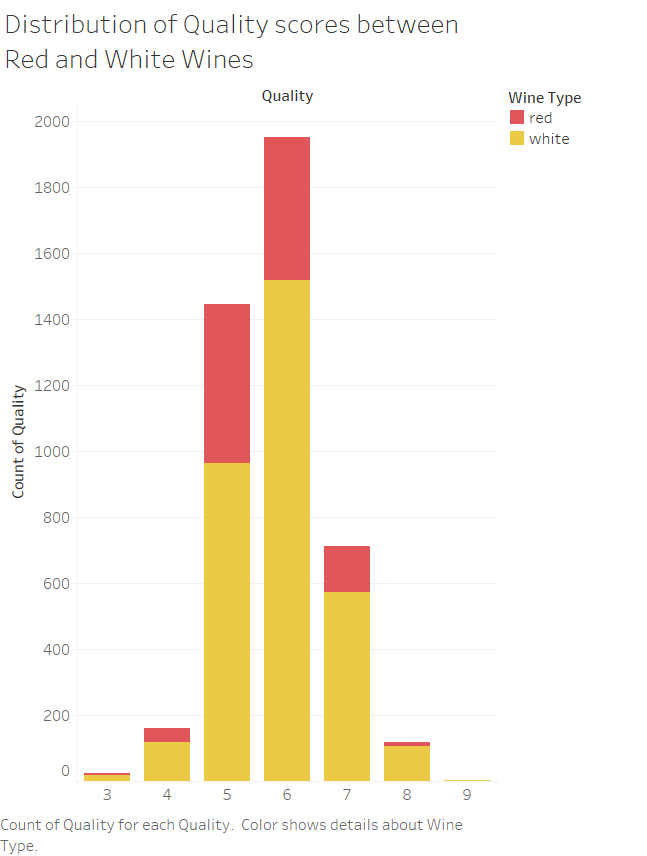 Distribution of Quality scores between
Red and White Wines
Quality
Wine Type
red
white
Count of Quality
2000
1800
1600
1400
1200
1000
800
600
400
200
0
3 4 5 6 7 8 9
Count of Quality for each Quality.  Color shows details about Wine
Type.